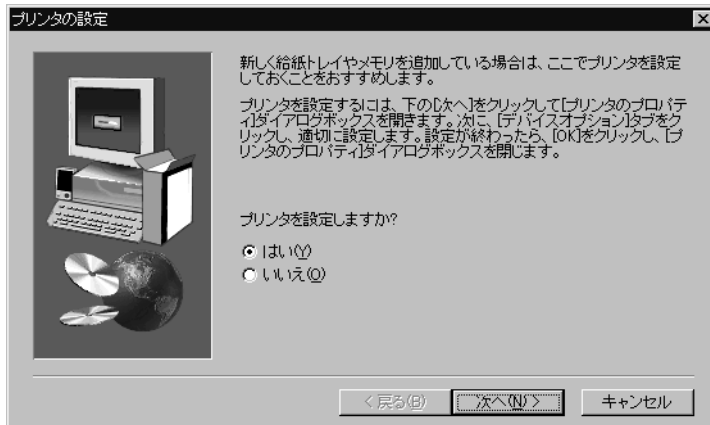 プリンタの設定
新しく給紙トレイやメモリを追加している場合は、ここでプリンタを設定
しておくことをおすすめします。
プリンタを設定するには、下の[次へ]をクリックして[プリンタのプロパテ
ィ]ダイアログボックスを開きます。次に、[デバイスオプション]タブをク
リックし、適切に設定します。設定が終わったら、[OK]をクリックし、[プ
リンタのプロパティ]ダイアログボックスを閉じます。
プリンタを設定しますか?
はい(Y)
いいえ(O)
< 戻る(B)
次へ(N) >
キャンセル